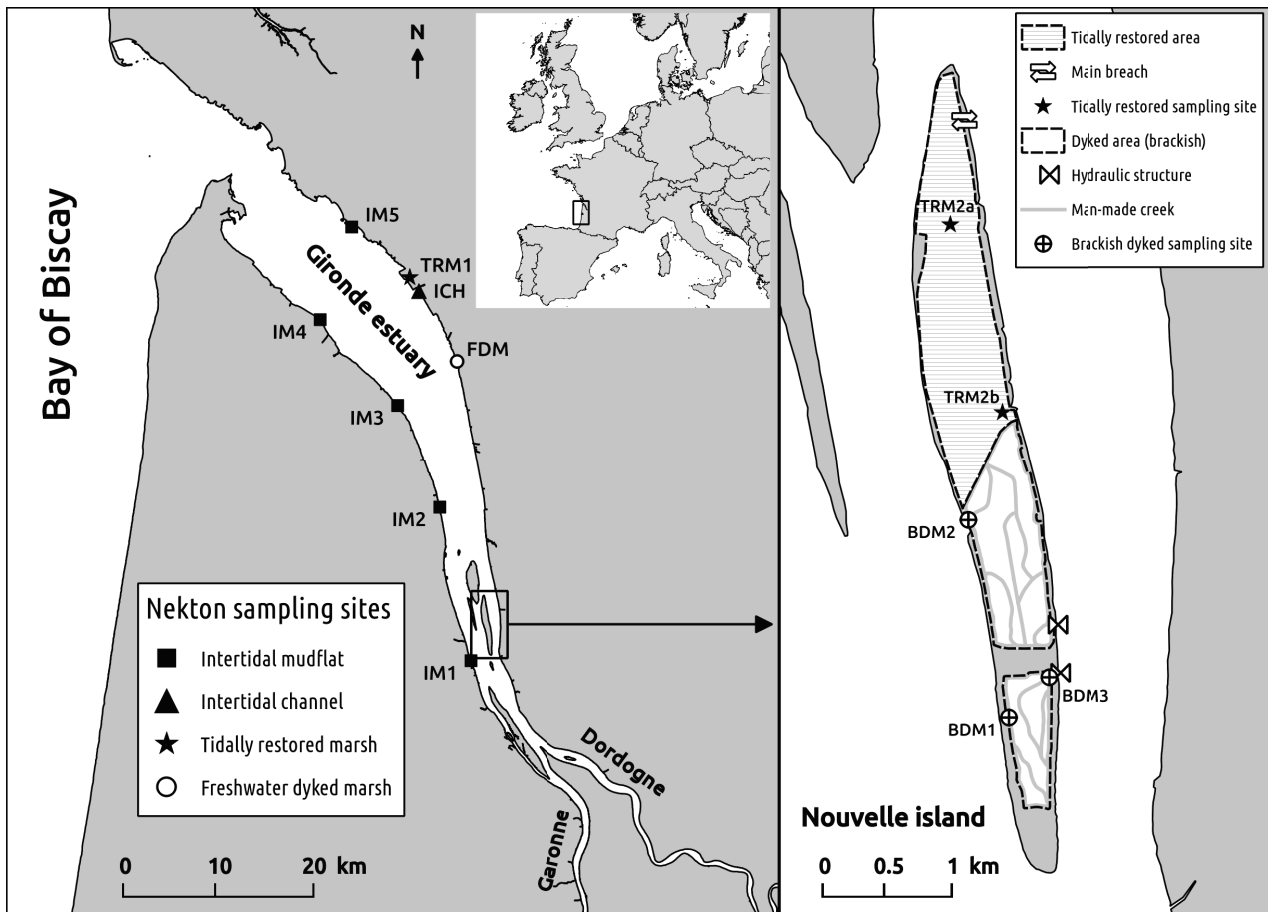 Bay of Biscay
N
IM5
TRM1
ICH
Gironde estuary
IM4
FDM
IM3
IM2
IM1
Nekton sampling sites
Intertidal mudflat
Intertidal channel
Tidally restored marsh
Freshwater dyked marsh
Dordogne
Garonne
0 10 20 km
Tically restored area
Main breach
Tically restored sampling site
Dyked area (brackish)
Hydraulic structure
Man-made creek
Brackish dyked sampling site
TRM2a
TRM2b
BDM2
BDM3
BDM1
Nouvelle island
0 0.5 1 km